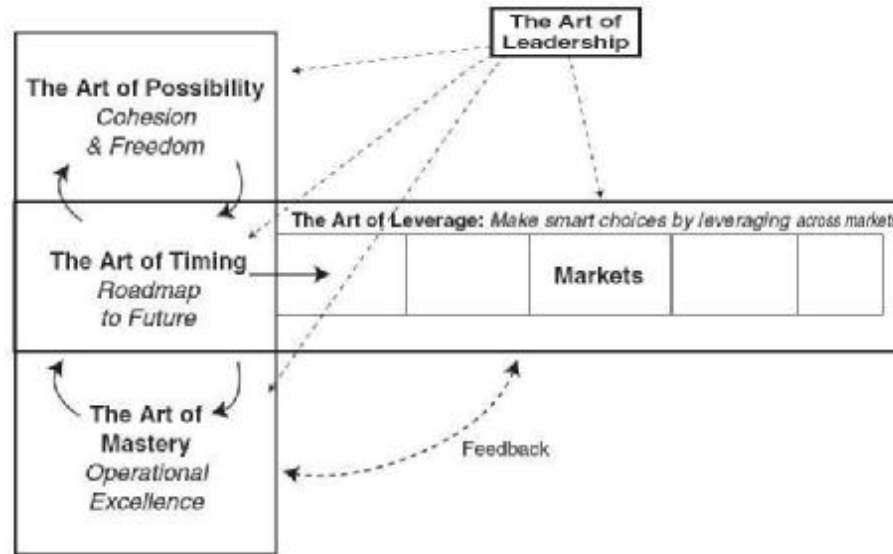 The Art of
Leadership
The Art of Possibility
Cohesion
& Freedom
The Art of Leverage: Make smart choices by leveraging across markets
The Art of Timing
Roadmap
to Future
Markets
The Art of
Mastery
Operational
Excellence
Feedback